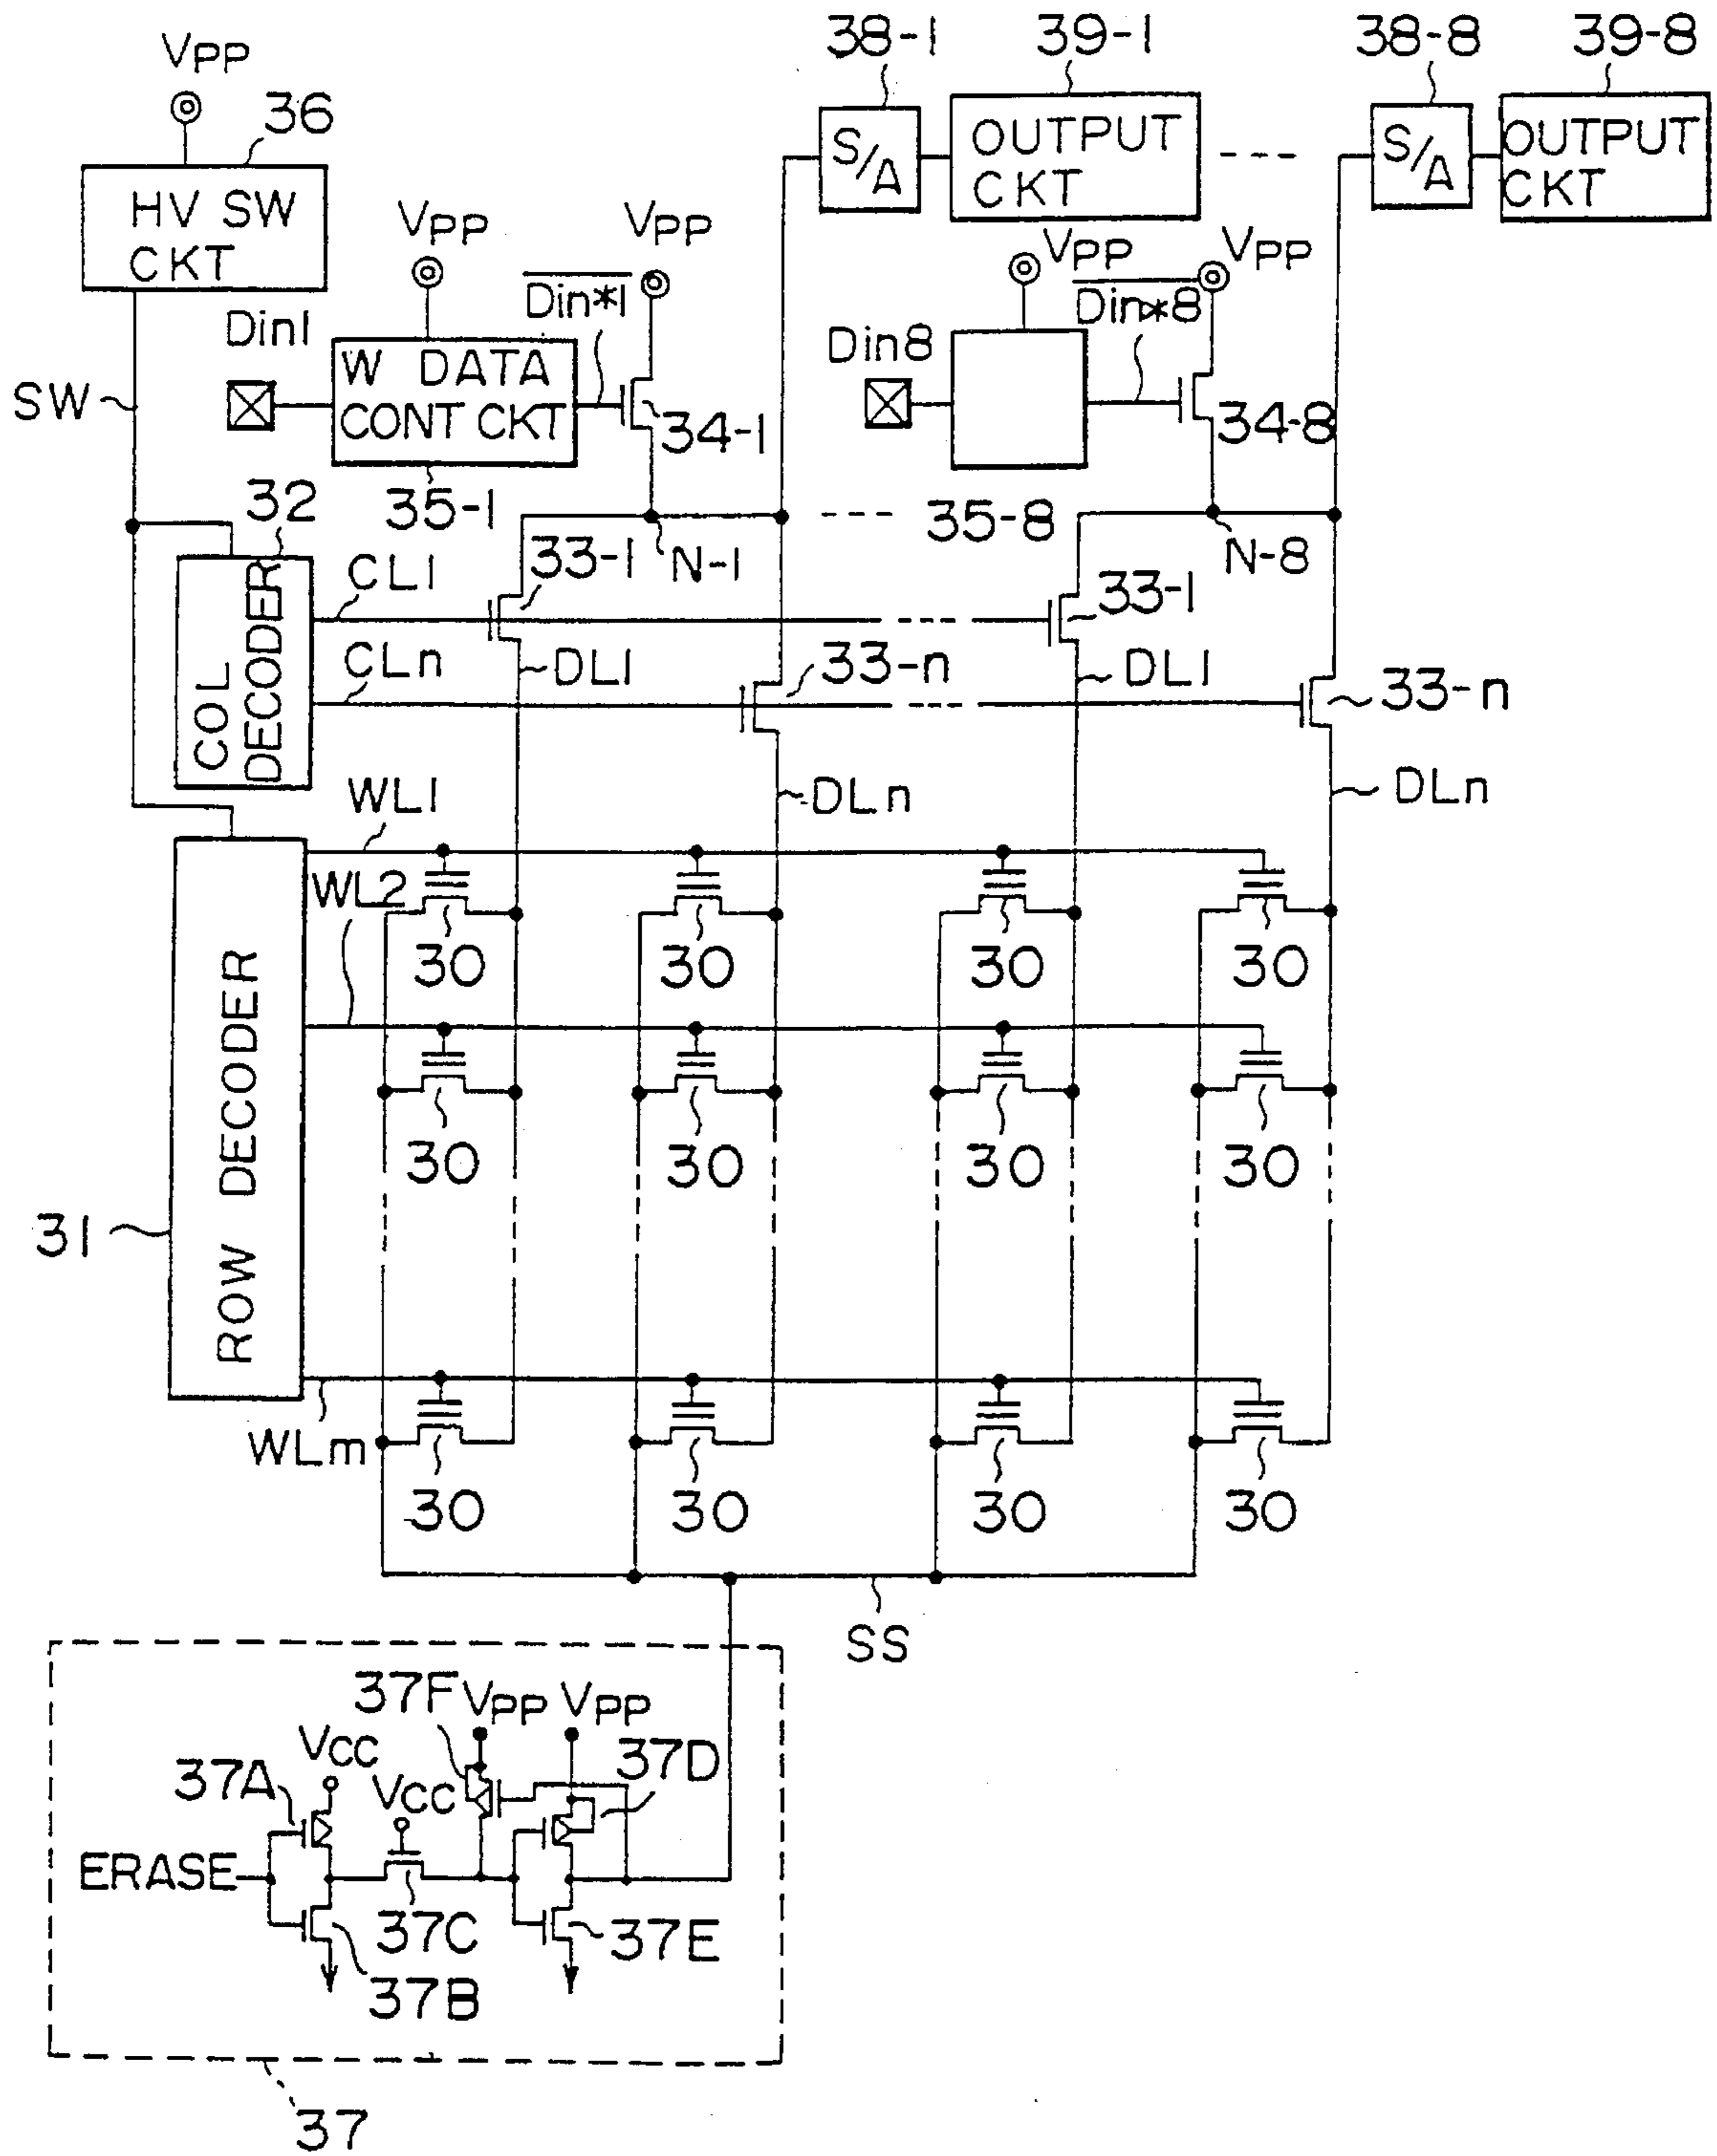 38-1 39-1 38-8 39-8
VPP
36
S/A OUTPUT CKT ---- S/A OUTPUT CKT
HV SW CKT
VPP VPP VPP VPP
Din1 Din*1 Din8 Din*8
W DATA CONT CKT
SW
34-1 34-8
32 35-1 ---- 35-8
33-1 N-1 33-1 N-8
CL1
COL DECODER
CLn DL1 33-n DL1 33-n
WL1 DLn DLn
WL2
30 30 30 30
ROW DECODER
30 30 30 30
31
WLm
30 30 30 30
SS
37F VPP VPP
VCC 37D
37A VCC
ERASE
37C 37E
37B
37